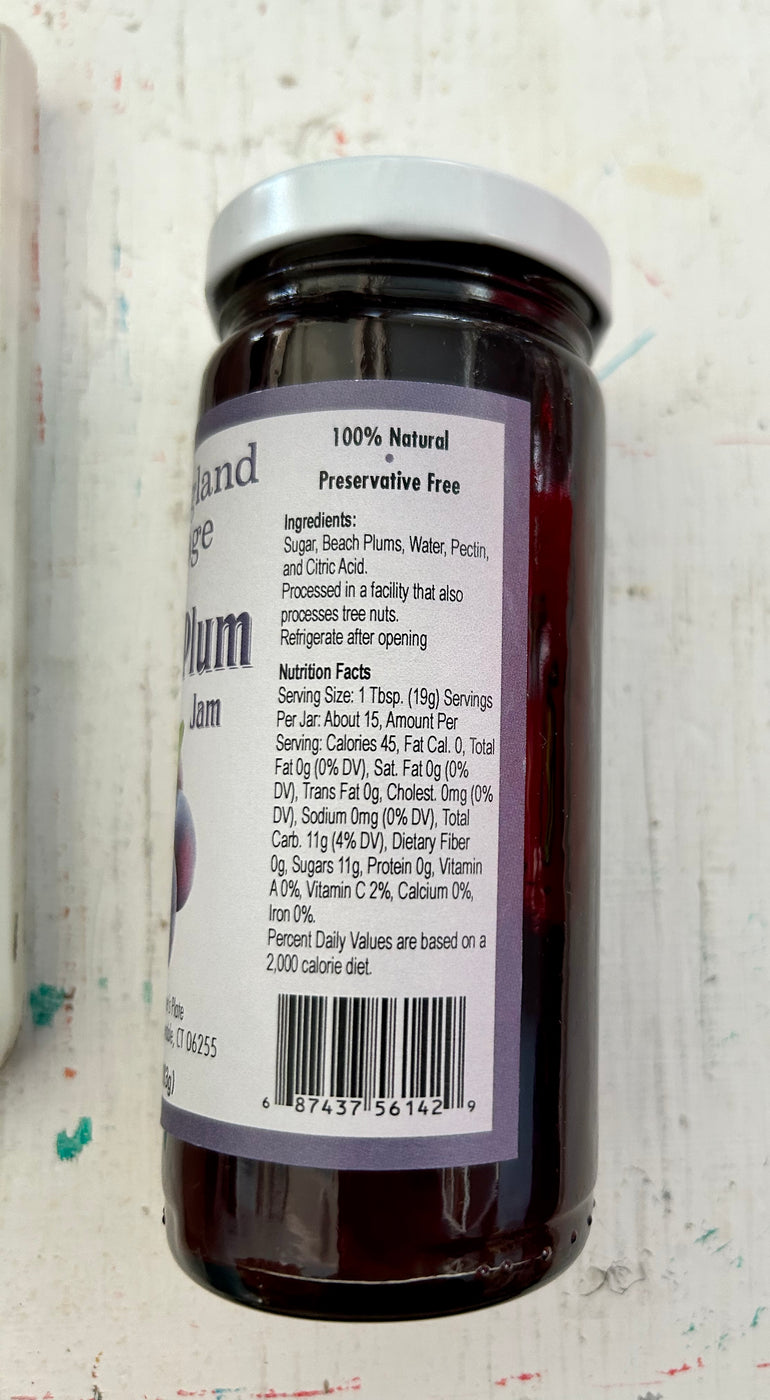 100% Natural
Preservative Free
Ingredients:
Sugar, Beach Plums, Water, Pectin,
and Citric Acid.
Processed in a facility that also
processes tree nuts.
Refrigerate after opening
Nutrition Facts
Serving Size: 1 Tbsp. (19g) Servings
Per Jar: About 15, Amount Per
Serving: Calories 45, Fat Cal. 0, Total
Fat 0g (0% DV), Sat. Fat 0g (0%
DV), Trans Fat 0g, Cholest. 0mg (0%
DV), Sodium 0mg (0% DV), Total
Carb. 11g (4% DV), Dietary Fiber
0g, Sugars 11g, Protein 0g, Vitamin
A 0%, Vitamin C 2%, Calcium 0%,
Iron 0%.
Percent Daily Values are based on a
2,000 calorie diet.
6 87437 56142 9
Plum
Jam
Plate
CT 06255